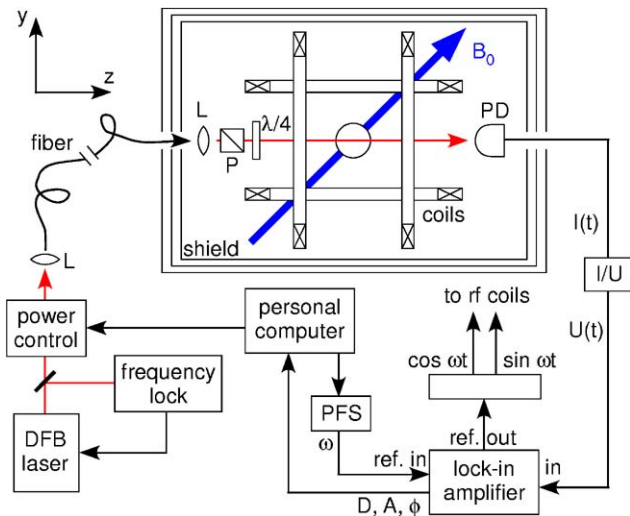 y
z
B₀
L
λ/4
PD
fiber
P
coils
shield
I(t)
L
I/U
to rf coils
U(t)
power
control
personal
computer
cos ωt
sin ωt
frequency
lock
PFS
ref. out
DFB
laser
ω
ref. in
lock-in
amplifier
in
D, A, ϕ